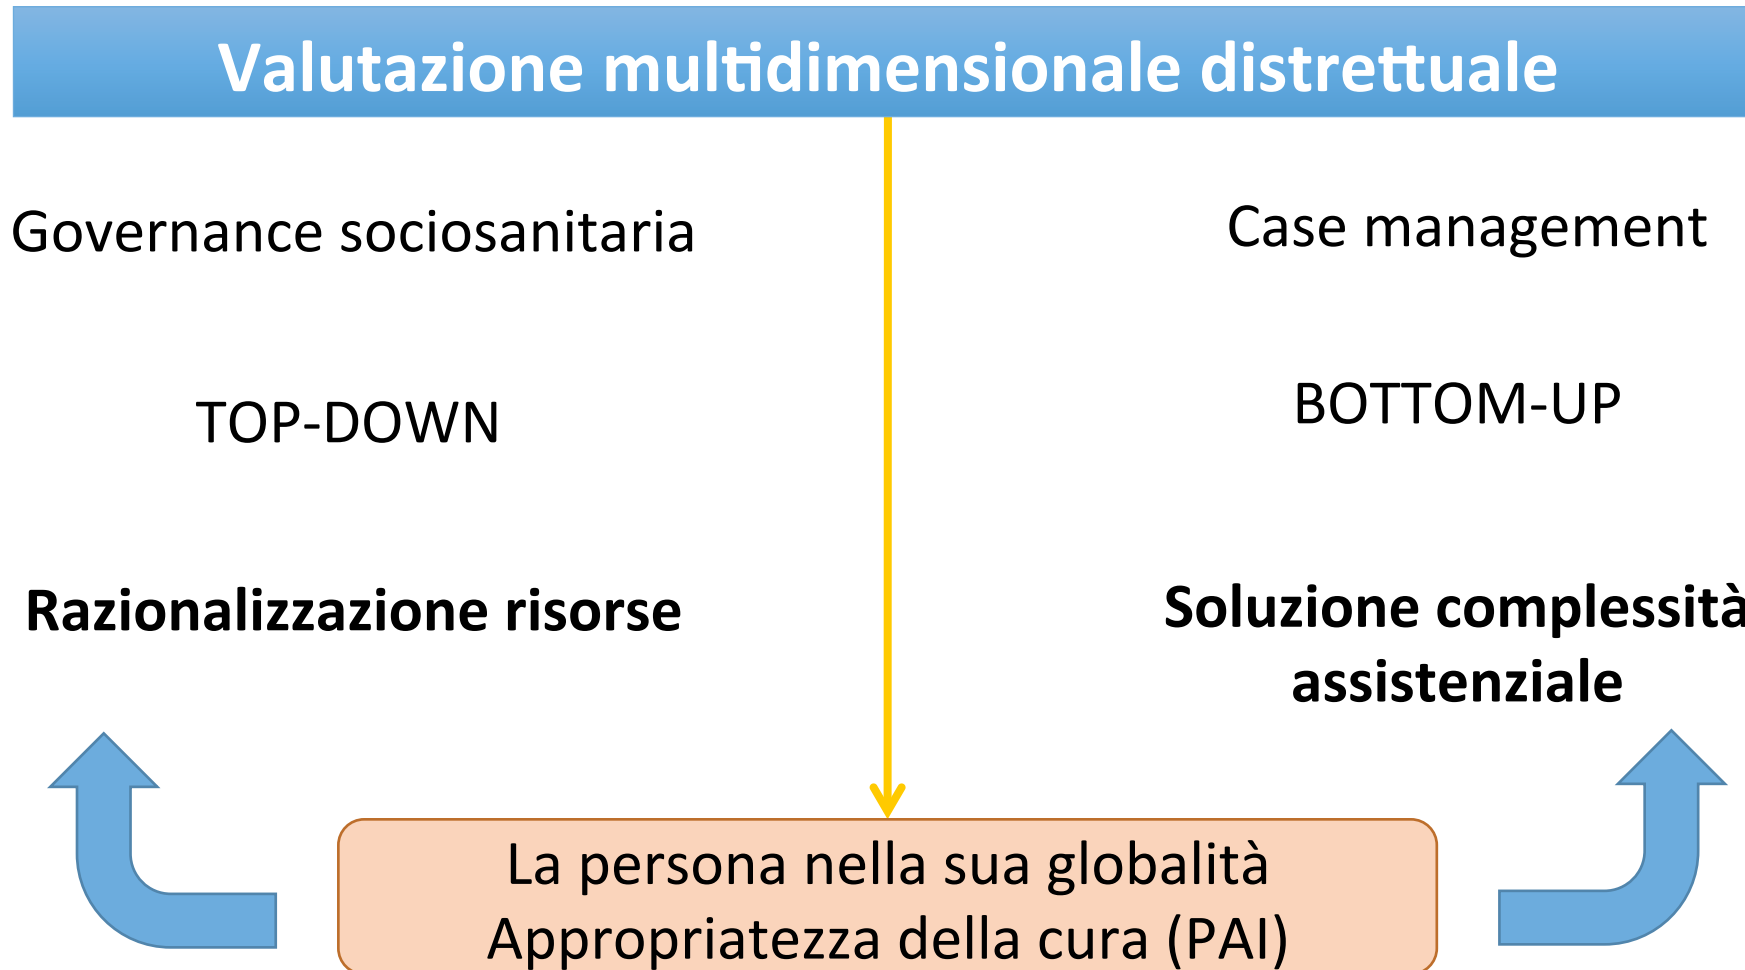 Valutazione multidimensionale distrettuale
Governance sociosanitaria
TOP-DOWN
Razionalizzazione risorse
Case management
BOTTOM-UP
Soluzione complessità
assistenziale
La persona nella sua globalità
Appropriatezza della cura (PAI)